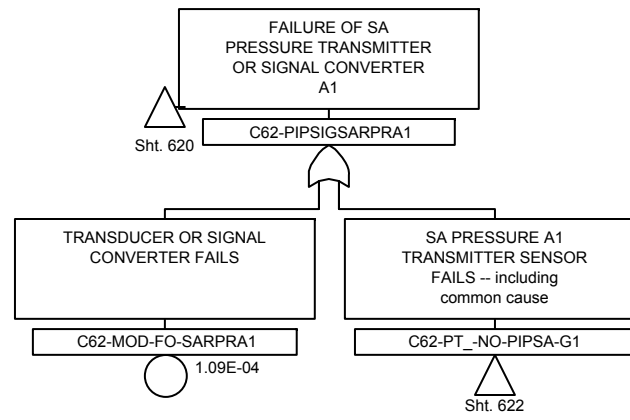 FAILURE OF SA
PRESSURE TRANSMITTER
OR SIGNAL CONVERTER
A1
Sht. 620
C62-PIPSIGSARPRA1
TRANSDUCER OR SIGNAL
CONVERTER FAILS
C62-MOD-FO-SARPRA1
1.09E-04
SA PRESSURE A1
TRANSMITTER SENSOR
FAILS -- including
common cause
C62-PT_-NO-PIPSA-G1
Sht. 622